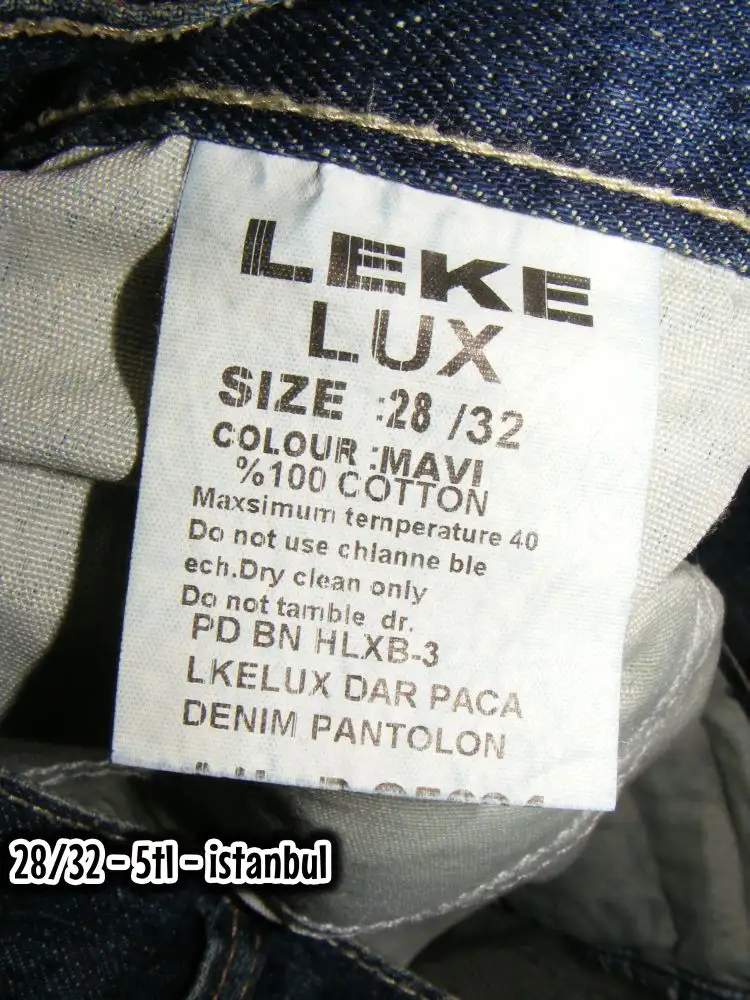 LEKE
LUX
SIZE :28 /32
COLOUR :MAVI
%100 COTTON
Maxsimum temperature 40
Do not use chlanne ble
ech.Dry clean only
Do not tamble dr.
PD BN HLXB-3
LKELUX DAR PACA
DENIM PANTOLON
28/32 - 5tl - istanbul